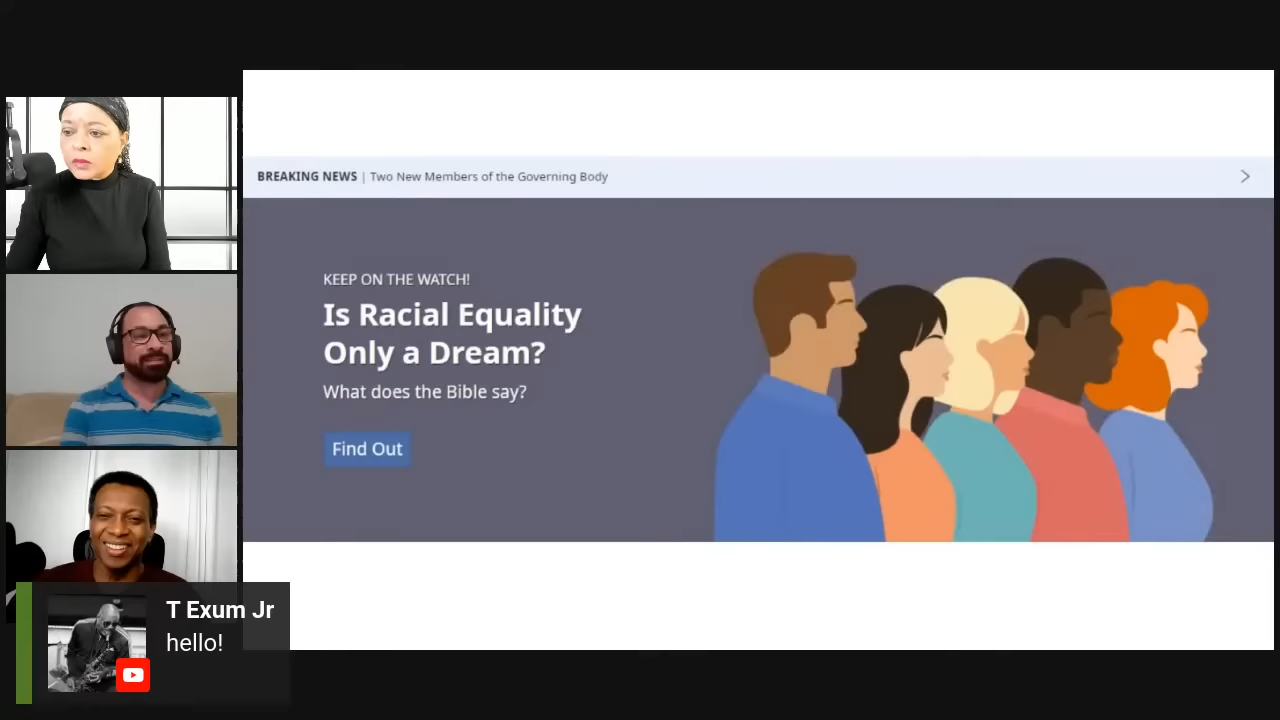 BREAKING NEWS | Two New Members of the Governing Body
KEEP ON THE WATCH!
Is Racial Equality
Only a Dream?
What does the Bible say?
Find Out
T Exum Jr
hello!